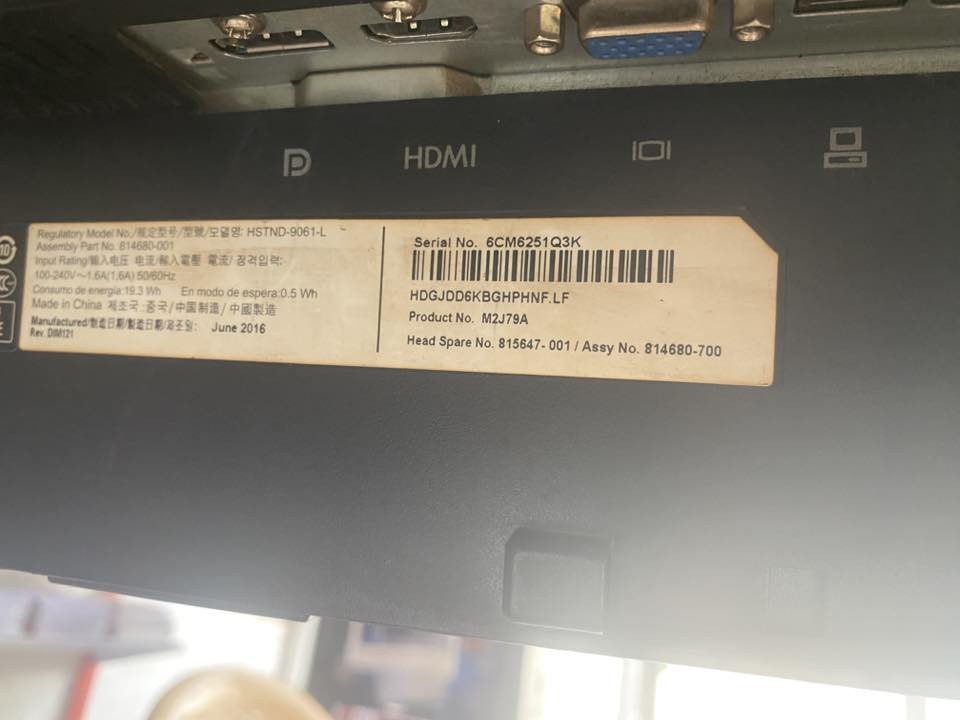 HDMI
10
Regulatory Model No./规定型号/型號/모델명: HSTND-9061-L
Assembly Part No. 814680-001
Input Rating/输入电压 电流/輸入電壓 電流/ 정격입력:
100-240V~1.6A(1.6A) 50/60Hz
Consumo de energía:19.3 Wh En modo de espera:0.5 Wh
Made in China 제조국 :중국/中国制造/ 中國製造
Manufactured/制造日期/製造日期/제조일: June 2016
Rev. DIM121
Serial No. 6CM6251Q3K
HDGJDD6KBGHPHNF.LF
Product No. M2J79A
Head Spare No. 815647- 001 / Assy No. 814680-700